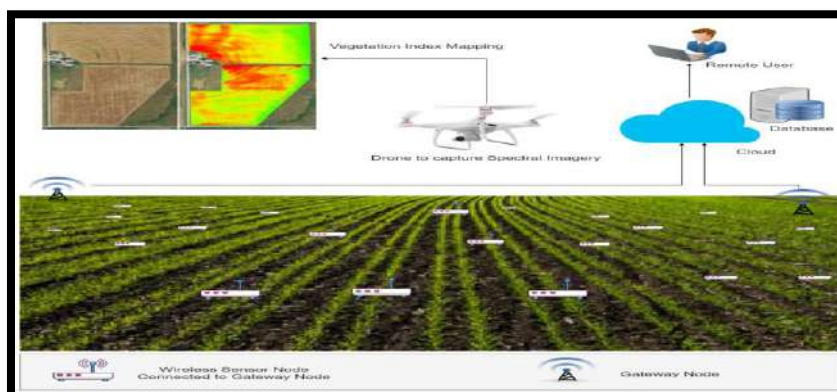 Vegetation Index Mapping
Remote User
Drone to capture Spectral Imagery
Database
Cloud
Wireless Sensor Node
Connected to Gateway Node
Gateway Node